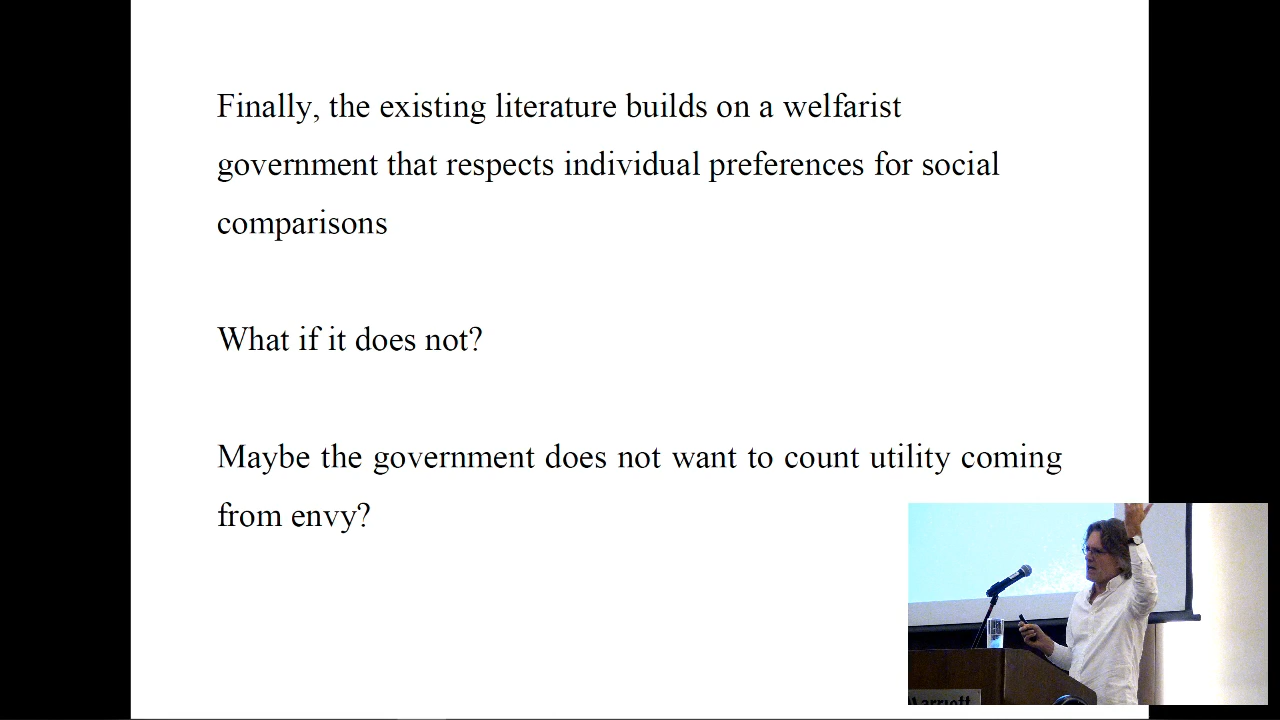 Finally, the existing literature builds on a welfarist
government that respects individual preferences for social
comparisons
What if it does not?
Maybe the government does not want to count utility coming
from envy?
Marriott